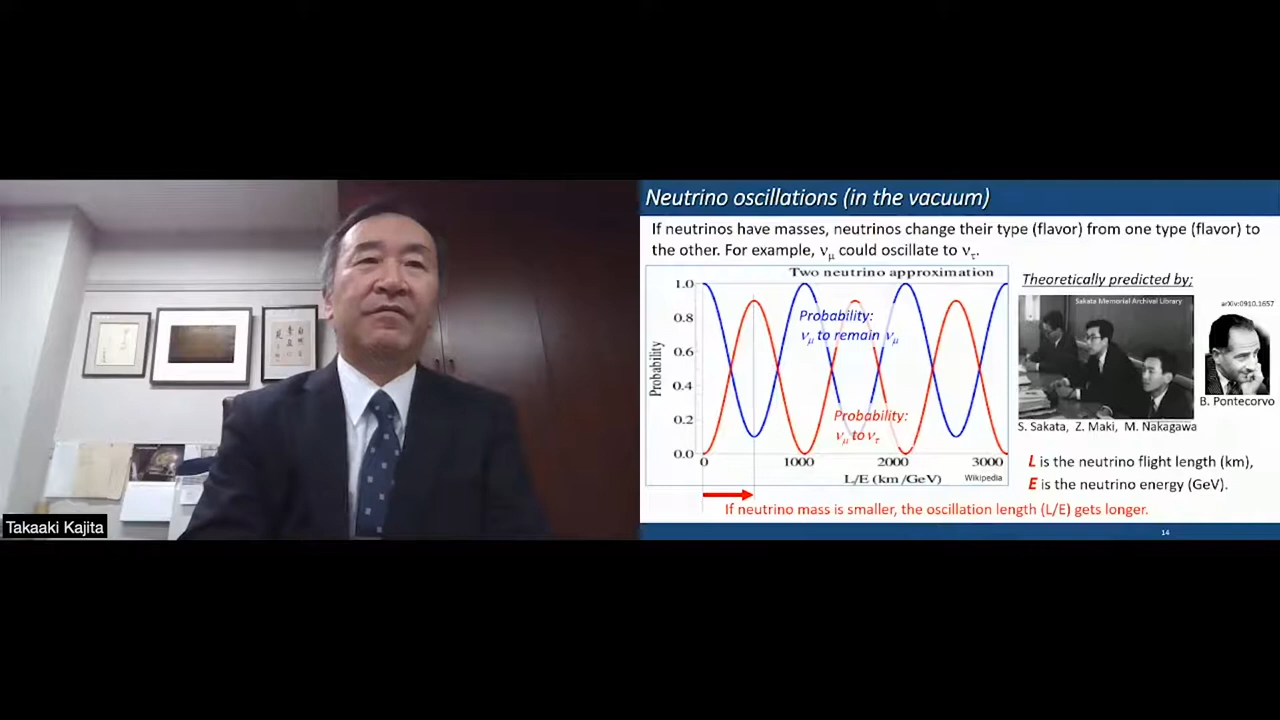 Takaaki Kajita
Neutrino oscillations (in the vacuum)
If neutrinos have masses, neutrinos change their type (flavor) from one type (flavor) to
the other. For example, νμ could oscillate to ντ.
Two neutrino approximation
1.0
0.8
0.6
0.4
0.2
0.0
Probability
Probability:
νμ to remain νμ
Probability:
νμ to ντ
0
1000
2000
3000
L/E (km/GeV)
Wikipedia
If neutrino mass is smaller, the oscillation length (L/E) gets longer.
Theoretically predicted by;
Sakata Memorial Archival Library
arXiv:0910.1657
B. Pontecorvo
S. Sakata, Z. Maki, M. Nakagawa
L is the neutrino flight length (km),
E is the neutrino energy (GeV).
14